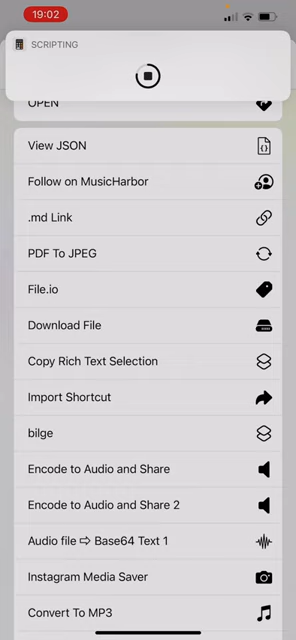 19:02
SCRIPTING
OPEN
View JSON
Follow on MusicHarbor
.md Link
PDF To JPEG
File.io
Download File
Copy Rich Text Selection
Import Shortcut
bilge
Encode to Audio and Share
Encode to Audio and Share 2
Audio file ⇨ Base64 Text 1
Instagram Media Saver
Convert To MP3